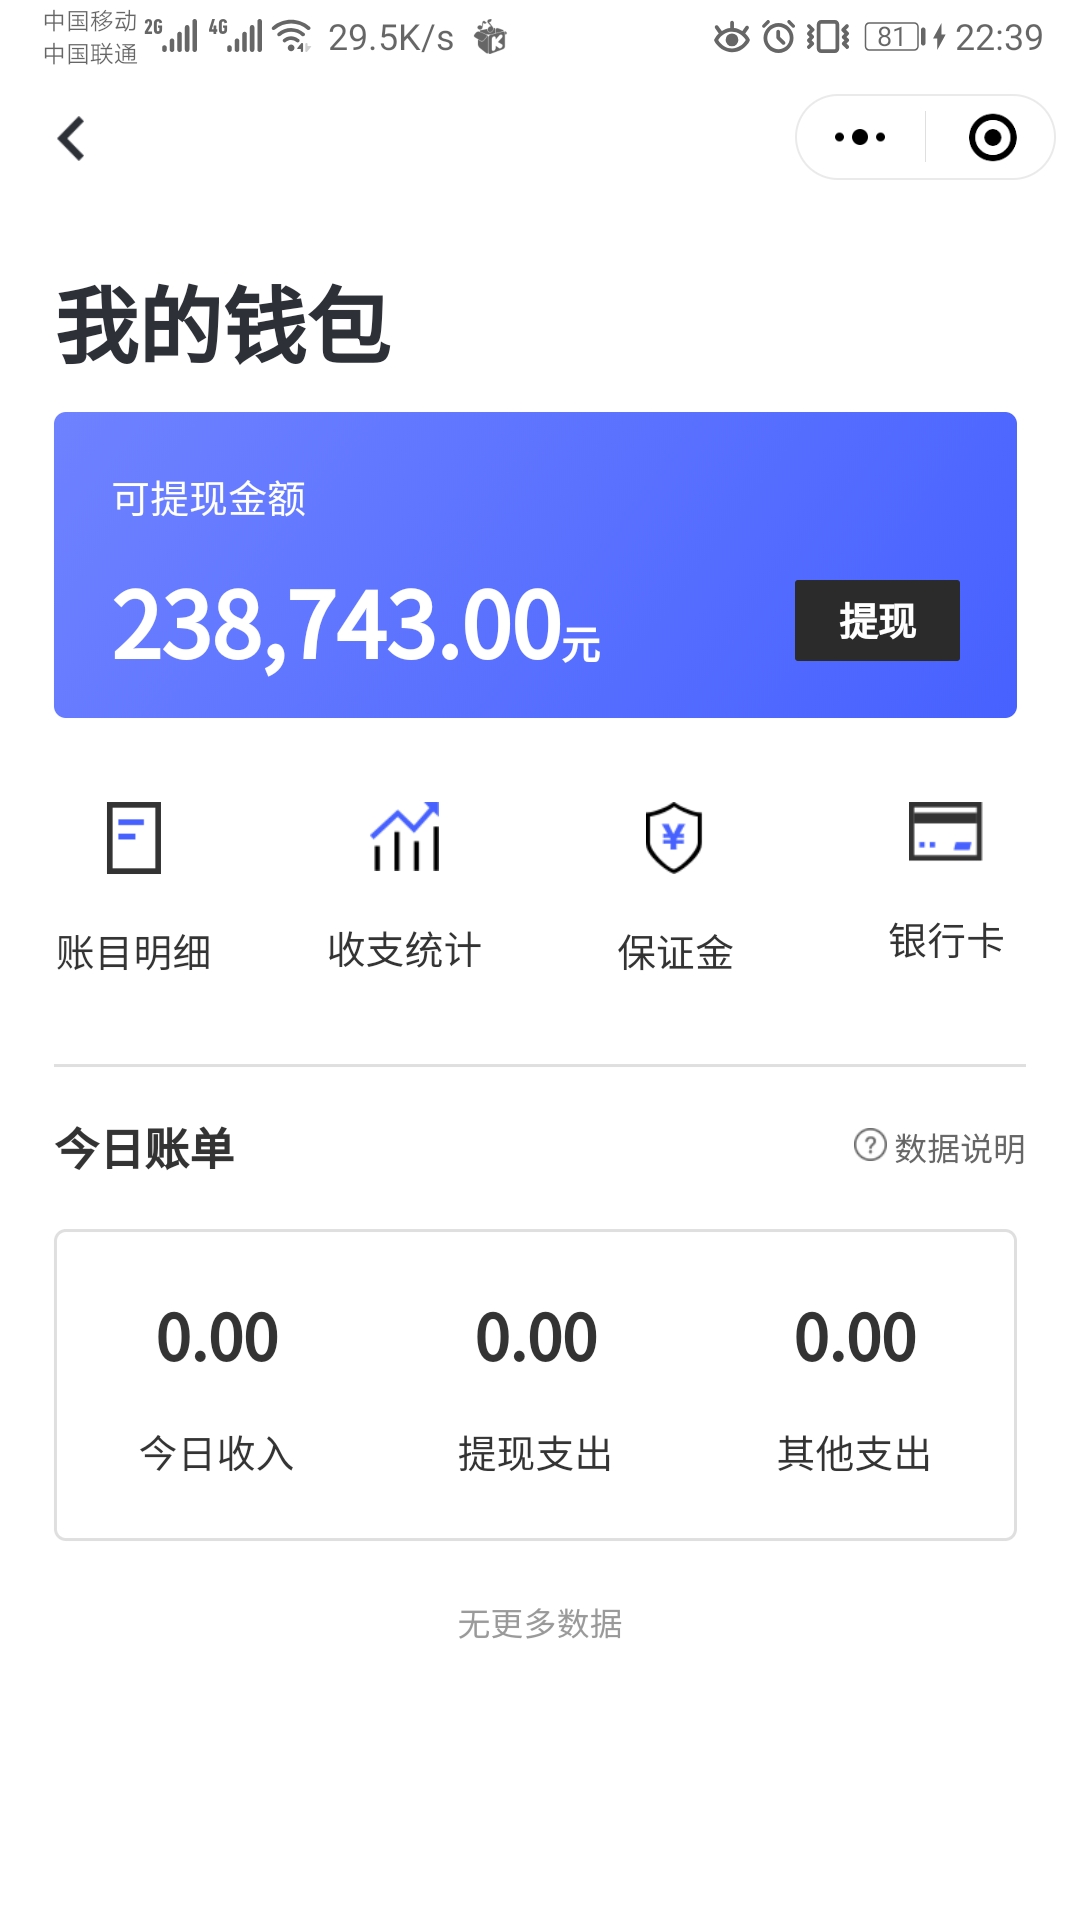 中国移动 2G 4G 29.5K/s 81 22:39
中国联通
我的钱包
可提现金额
238,743.00元 提现
账目明细 收支统计 保证金 银行卡
今日账单 数据说明
0.00 0.00 0.00
今日收入 提现支出 其他支出
无更多数据